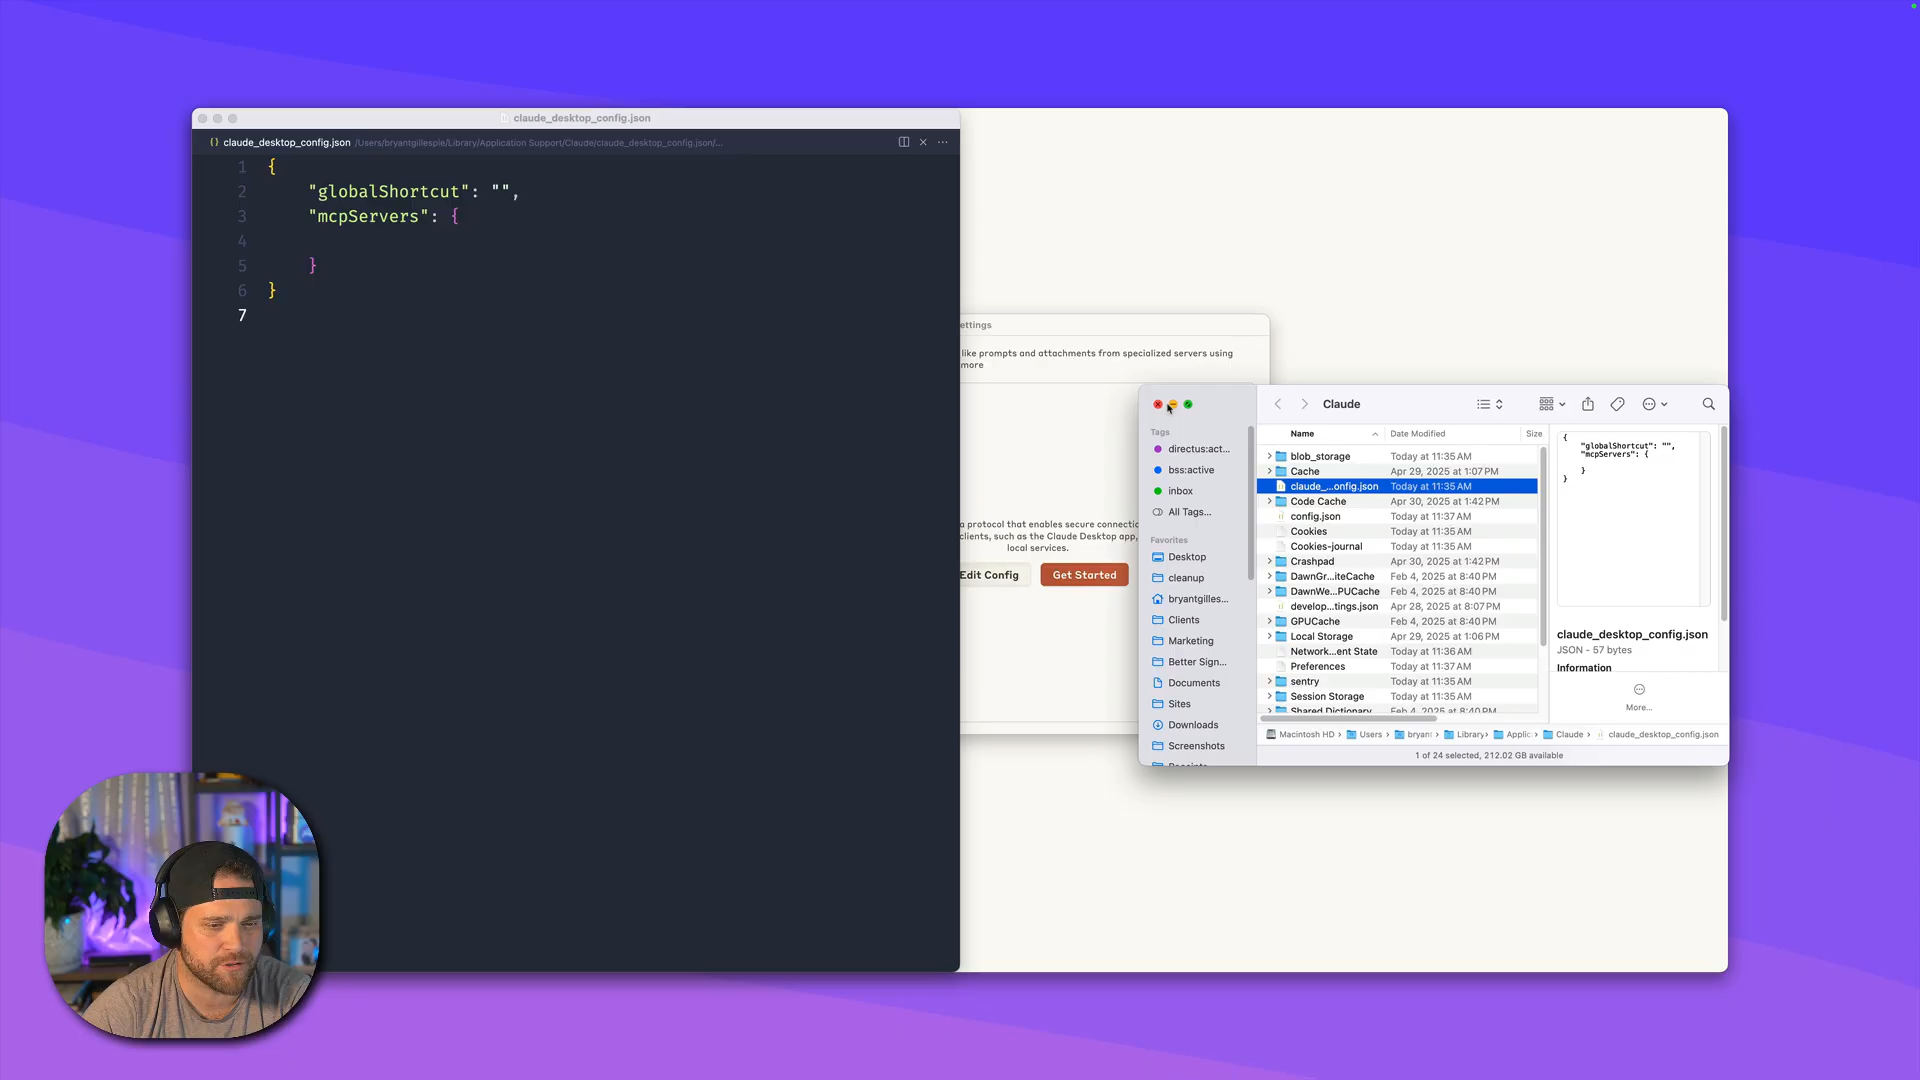 claude_desktop_config.json
{} claude_desktop_config.json /Users/bryantgillespie/Library/Application Support/Claude/claude_desktop_config.json/...
1 {
2 "globalShortcut": "",
3 "mcpServers": {
4
5 }
6 }
7
ettings
like prompts and attachments from specialized servers using
more
a protocol that enables secure connectio
clients, such as the Claude Desktop app,
local services.
Edit Config
Get Started
Claude
Tags
directus:act...
bss:active
inbox
All Tags...
Favorites
Desktop
cleanup
bryantgilles...
Clients
Marketing
Better Sign...
Documents
Sites
Downloads
Screenshots
Name Date Modified Size
blob_storage Today at 11:35 AM
Cache Apr 29, 2025 at 1:07 PM
claude_...onfig.json Today at 11:35 AM
Code Cache Apr 30, 2025 at 1:42 PM
config.json Today at 11:37 AM
Cookies Today at 11:35 AM
Cookies-journal Today at 11:35 AM
Crashpad Apr 30, 2025 at 1:42 PM
DawnGr...iteCache Feb 4, 2025 at 8:40 PM
DawnWe...PUCache Feb 4, 2025 at 8:40 PM
develop...tings.json Apr 28, 2025 at 8:07 PM
GPUCache Feb 4, 2025 at 8:40 PM
Local Storage Apr 29, 2025 at 1:06 PM
Network...ent State Today at 11:36 AM
Preferences Today at 11:37 AM
sentry Today at 11:35 AM
Session Storage Today at 11:35 AM
Shared Dictionary Feb 4, 2025 at 8:40 PM
{
"globalShortcut": "",
"mcpServers": {
}
}
claude_desktop_config.json
JSON - 57 bytes
Information
More...
Macintosh HD › Users › bryan › Library › Applic › Claude › claude_desktop_config.json
1 of 24 selected, 212.02 GB available